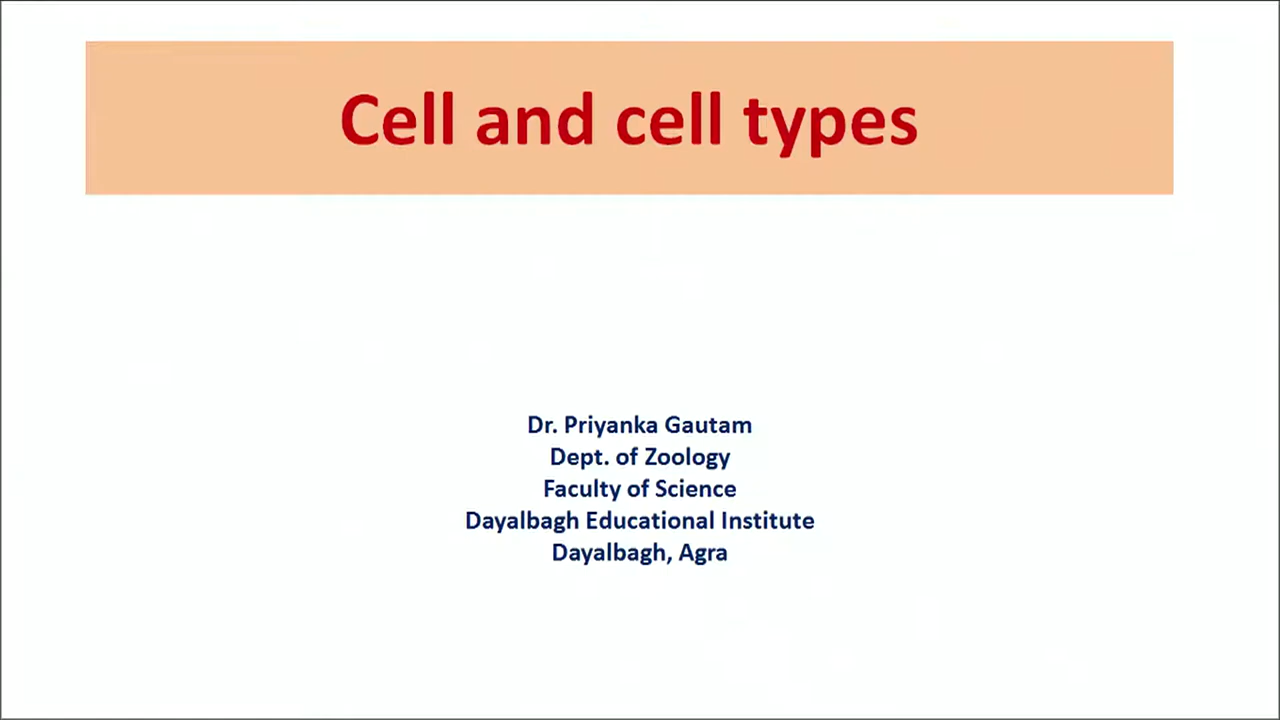 Cell and cell types
Dr. Priyanka Gautam
Dept. of Zoology
Faculty of Science
Dayalbagh Educational Institute
Dayalbagh, Agra